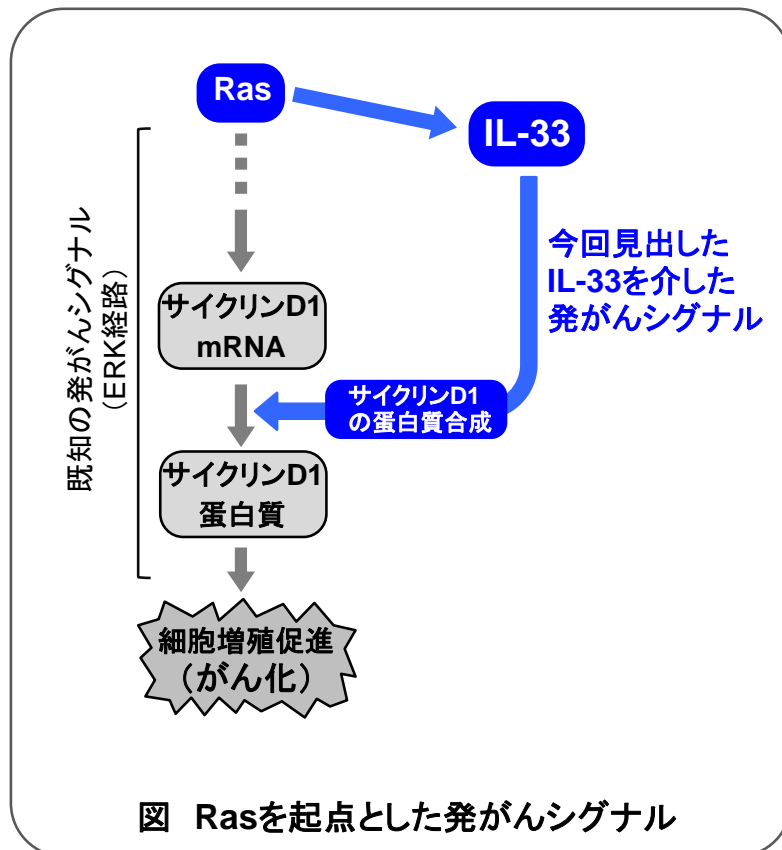 Ras
IL-33
既知の発がんシグナル
（ERK経路）
今回見出した
IL-33を介した
発がんシグナル
サイクリンD1
mRNA
サイクリンD1
の蛋白質合成
サイクリンD1
蛋白質
細胞増殖促進
（がん化）
図 Rasを起点とした発がんシグナル